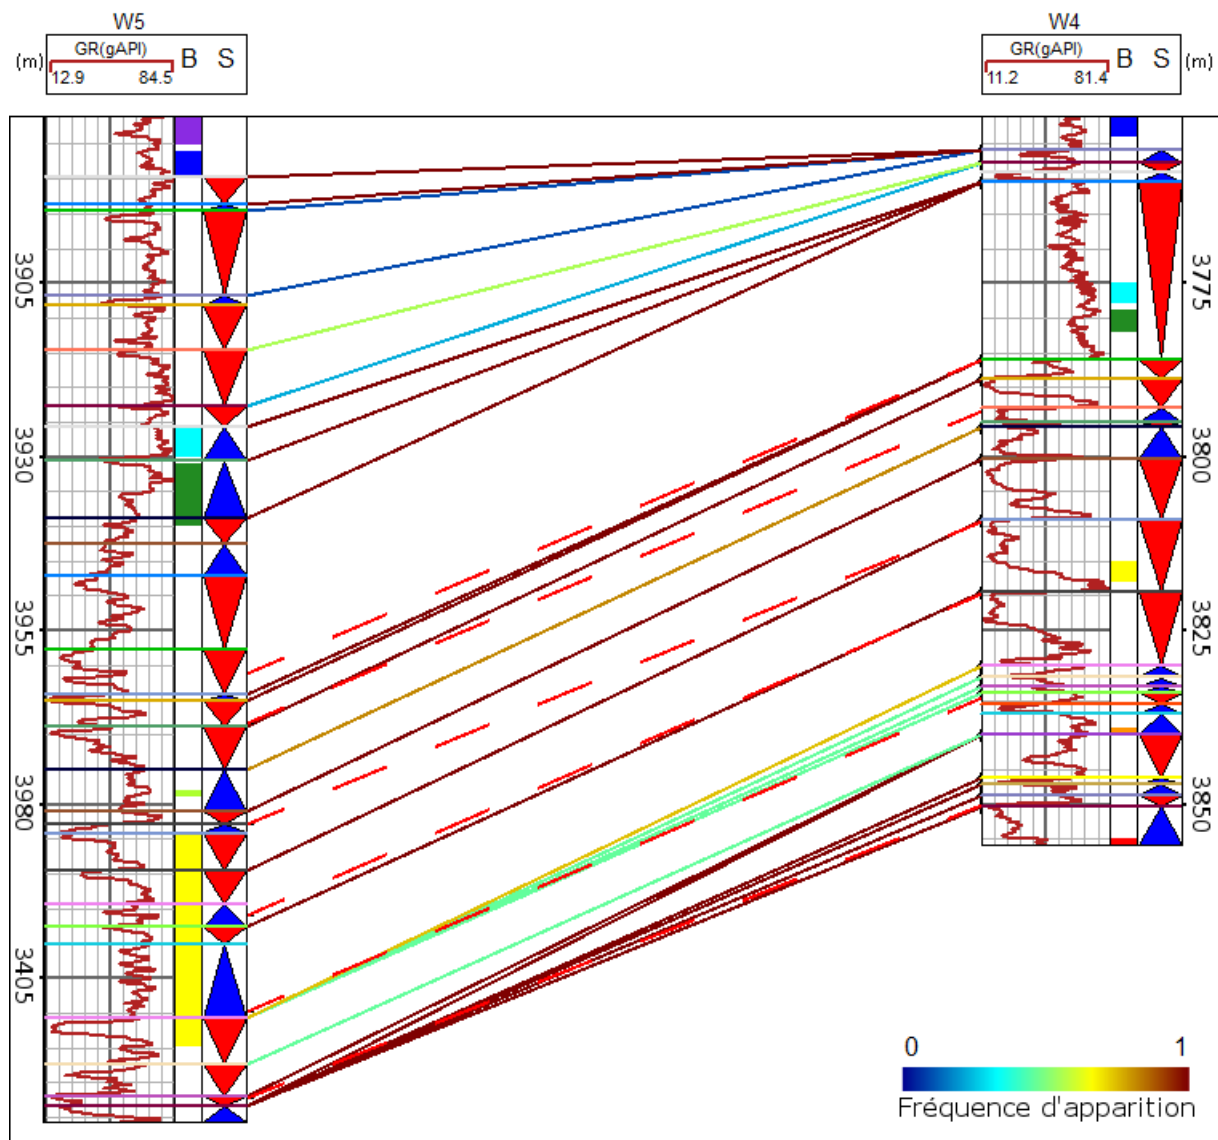 W5
W4
GR(gAPI) B S
(m) 12.9 84.5
GR(gAPI) B S
11.2 81.4 (m)
3905
3930
3955
3980
3405
3775
3800
3825
3850
0 1
Fréquence d'apparition